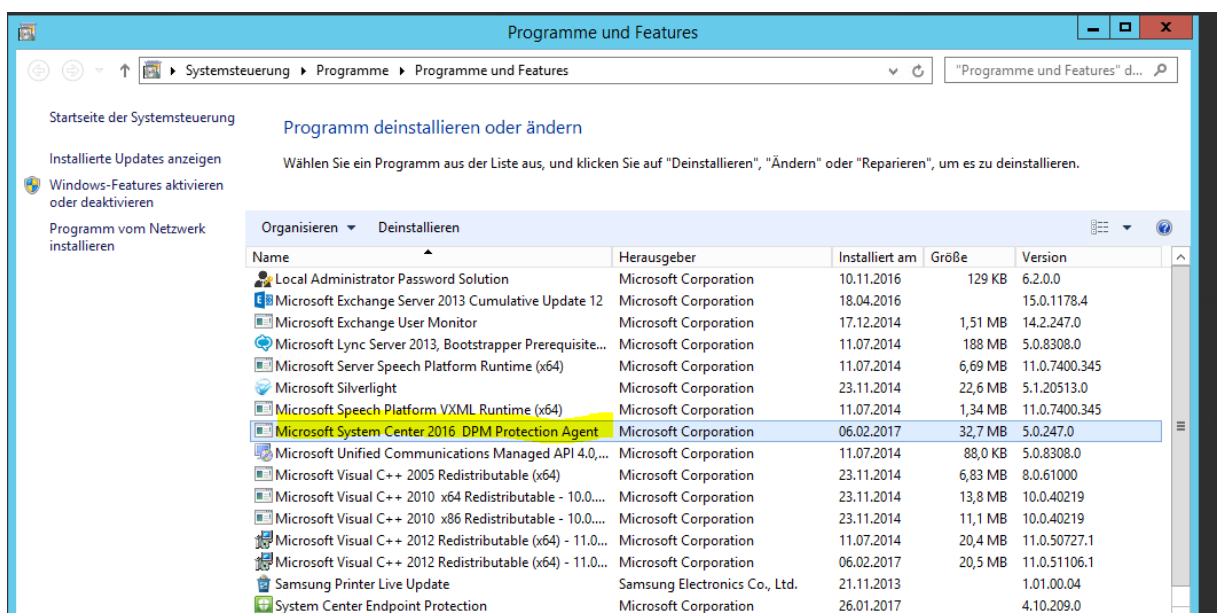 Programme und Features
Systemsteuerung Programme Programme und Features
"Programme und Features" d...
Startseite der Systemsteuerung
Installierte Updates anzeigen
Windows-Features aktivieren
oder deaktivieren
Programm vom Netzwerk
installieren
Programm deinstallieren oder ändern
Wählen Sie ein Programm aus der Liste aus, und klicken Sie auf "Deinstallieren", "Ändern" oder "Reparieren", um es zu deinstallieren.
Organisieren Deinstallieren
Name Herausgeber Installiert am Größe Version
Local Administrator Password Solution Microsoft Corporation 10.11.2016 129 KB 6.2.0.0
Microsoft Exchange Server 2013 Cumulative Update 12 Microsoft Corporation 18.04.2016 15.0.1178.4
Microsoft Exchange User Monitor Microsoft Corporation 17.12.2014 1,51 MB 14.2.247.0
Microsoft Lync Server 2013, Bootstrapper Prerequisite... Microsoft Corporation 11.07.2014 188 MB 5.0.8308.0
Microsoft Server Speech Platform Runtime (x64) Microsoft Corporation 11.07.2014 6,69 MB 11.0.7400.345
Microsoft Silverlight Microsoft Corporation 23.11.2014 22,6 MB 5.1.20513.0
Microsoft Speech Platform VXML Runtime (x64) Microsoft Corporation 11.07.2014 1,34 MB 11.0.7400.345
Microsoft System Center 2016 DPM Protection Agent Microsoft Corporation 06.02.2017 32,7 MB 5.0.247.0
Microsoft Unified Communications Managed API 4.0,... Microsoft Corporation 11.07.2014 88,0 KB 5.0.8308.0
Microsoft Visual C++ 2005 Redistributable (x64) Microsoft Corporation 23.11.2014 6,83 MB 8.0.61000
Microsoft Visual C++ 2010 x64 Redistributable - 10.0.... Microsoft Corporation 23.11.2014 13,8 MB 10.0.40219
Microsoft Visual C++ 2010 x86 Redistributable - 10.0.... Microsoft Corporation 23.11.2014 11,1 MB 10.0.40219
Microsoft Visual C++ 2012 Redistributable (x64) - 11.0... Microsoft Corporation 11.07.2014 20,4 MB 11.0.50727.1
Microsoft Visual C++ 2012 Redistributable (x64) - 11.0... Microsoft Corporation 06.02.2017 20,5 MB 11.0.51106.1
Samsung Printer Live Update Samsung Electronics Co., Ltd. 21.11.2013 1.01.00.04
System Center Endpoint Protection Microsoft Corporation 26.01.2017 4.10.209.0